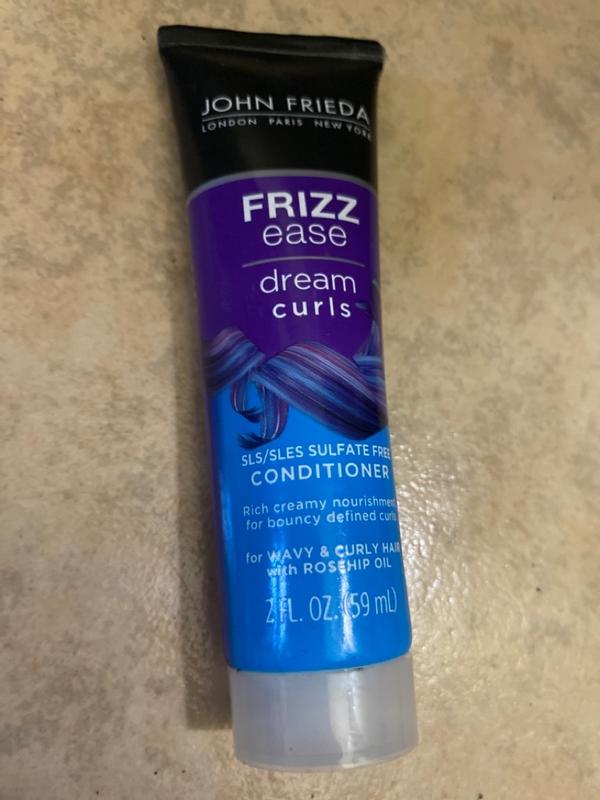 JOHN FRIEDA
LONDON PARIS NEW YORK
FRIZZ
ease
dream
curls
SLS/SLES SULFATE FREE
CONDITIONER
Rich creamy nourishment
for bouncy defined curls
for WAVY & CURLY HAIR
with ROSEHIP OIL
2 FL. OZ. (59 mL)